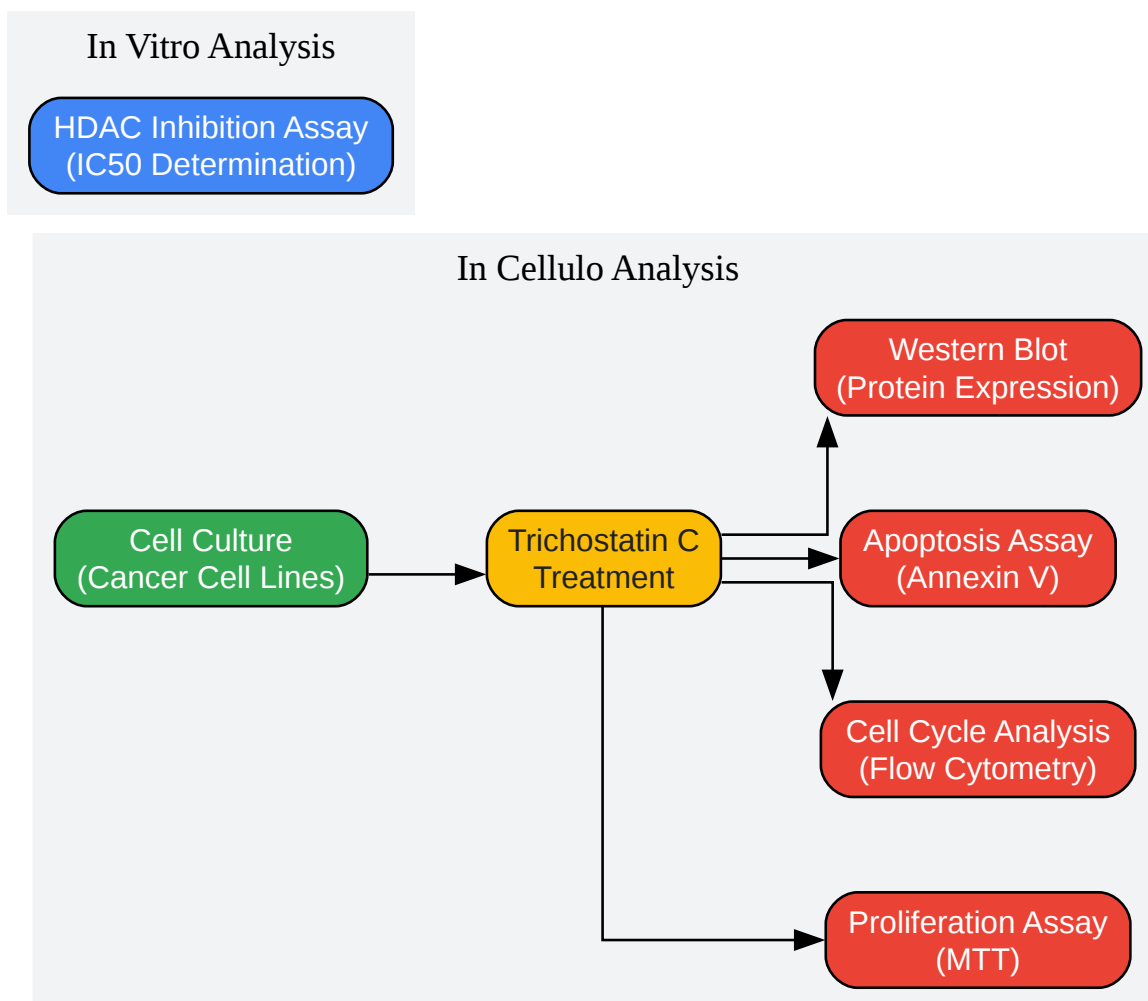 In Vitro Analysis
HDAC Inhibition Assay
(IC50 Determination)
In Cellulo Analysis
Western Blot
(Protein Expression)
Cell Culture
(Cancer Cell Lines)
Trichostatin C
Treatment
Apoptosis Assay
(Annexin V)
Cell Cycle Analysis
(Flow Cytometry)
Proliferation Assay
(MTT)